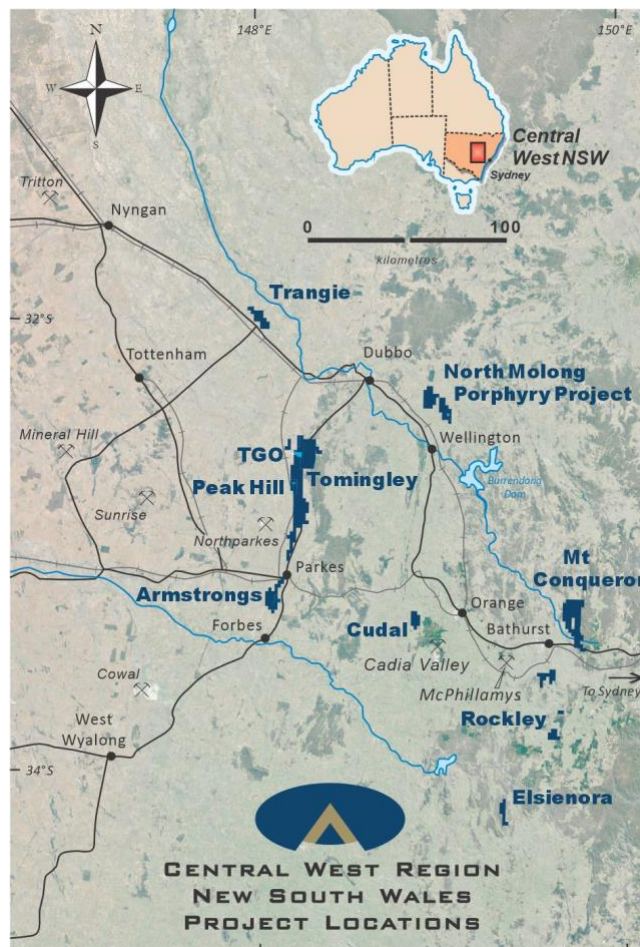 148°E
150°E
N
W
E
S
Central
West NSW
Sydney
0
100
kilometres
Tritton
Nyngan
Trangie
32°S
Tottenham
Dubbo
North Molong
Porphyry Project
Mineral Hill
TGO
Wellington
Peak Hill
Tomingley
Burrendong
Dam
Sunrise
Northparkes
Mt
Conqueror
Parkes
Armstrongs
Orange
Forbes
Cudal
Bathurst
Cadia Valley
Cowal
McPhillamys
To Sydney
West
Wyalong
Rockley
34°S
Elsienora
CENTRAL WEST REGION
NEW SOUTH WALES
PROJECT LOCATIONS